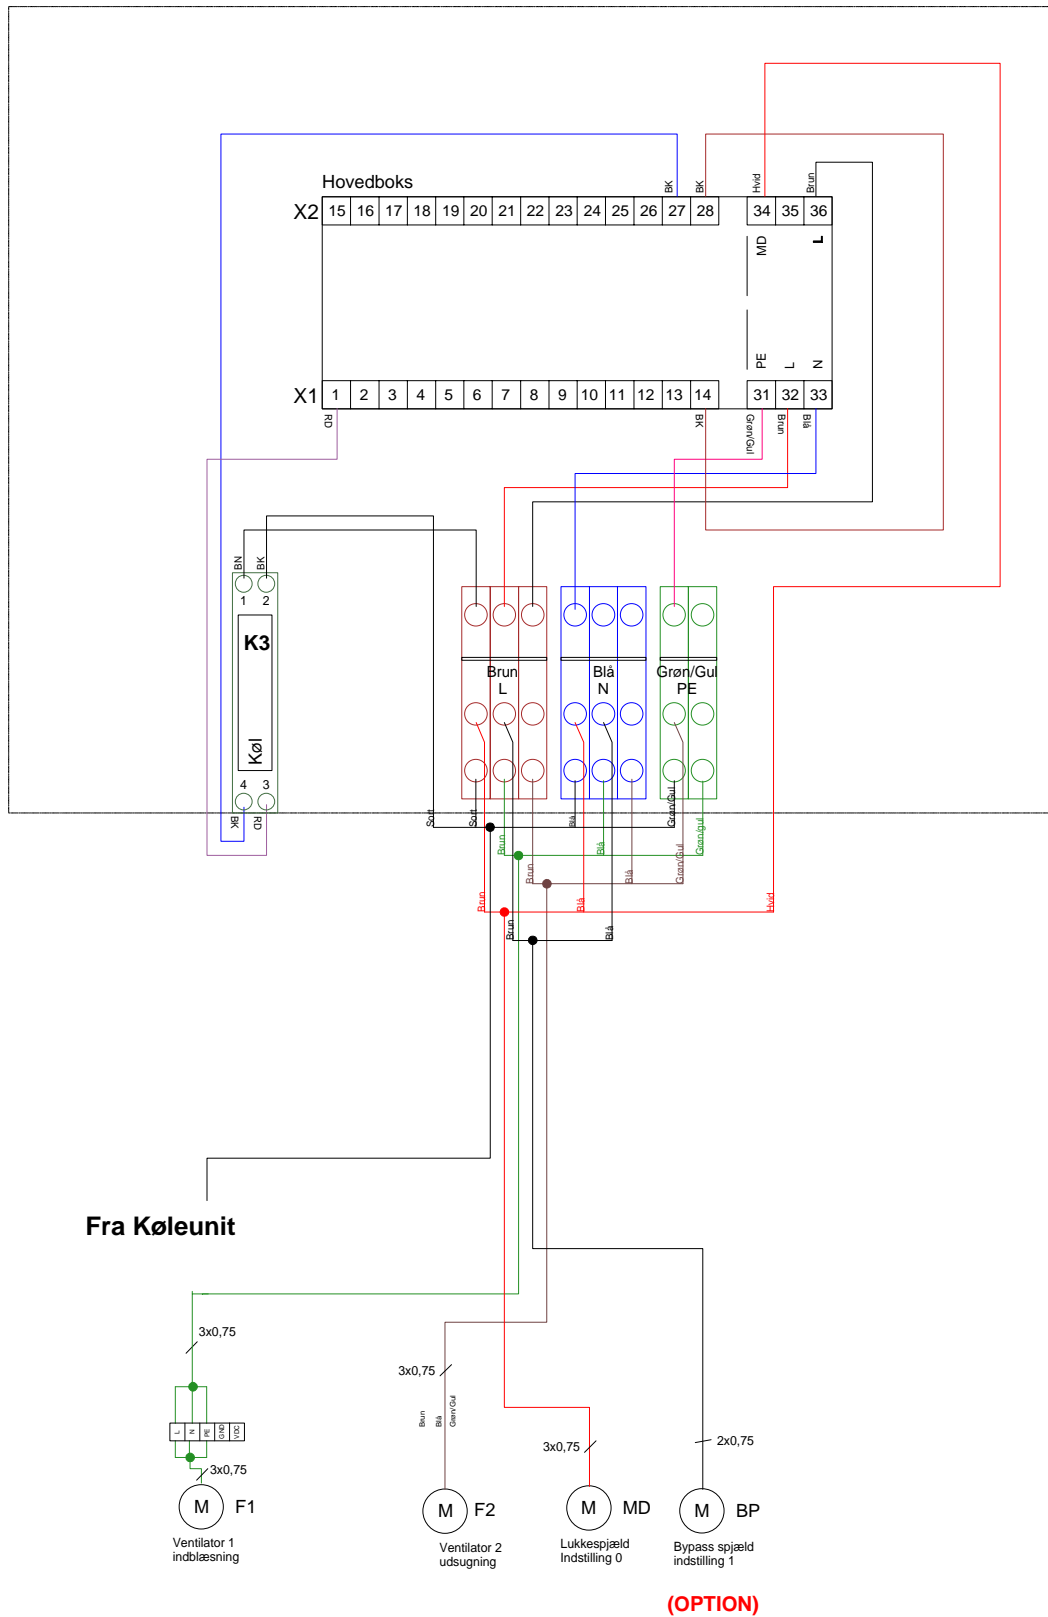 Hovedboks
BK
BK
Hvid
Brun
X2 15 16 17 18 19 20 21 22 23 24 25 26 27 28 34 35 36
MD
L
PE
L
N
X1 1 2 3 4 5 6 7 8 9 10 11 12 13 14 31 32 33
RD
BK
Grøn/Gul
Brun
Blå
BN
BK
1 2
K3
Køl
4 3
BK
RD
Brun
L
Blå
N
Grøn/Gul
PE
Sort
Sort
Blå
Grøn/Gul
Brun
Blå
Grøn/gul
Brun
Blå
Grøn/Gul
Brun
Blå
Hvid
Brun
Blå
Fra Køleunit
3x0,75
3x0,75
Brun
Blå
Grøn/Gul
L
N
PE
GND
VDC
3x0,75
3x0,75
2x0,75
M F1
M F2
M MD
M BP
Ventilator 1
indblæsning
Ventilator 2
udsugning
Lukkespjæld
Indstilling 0
Bypass spjæld
indstilling 1
(OPTION)